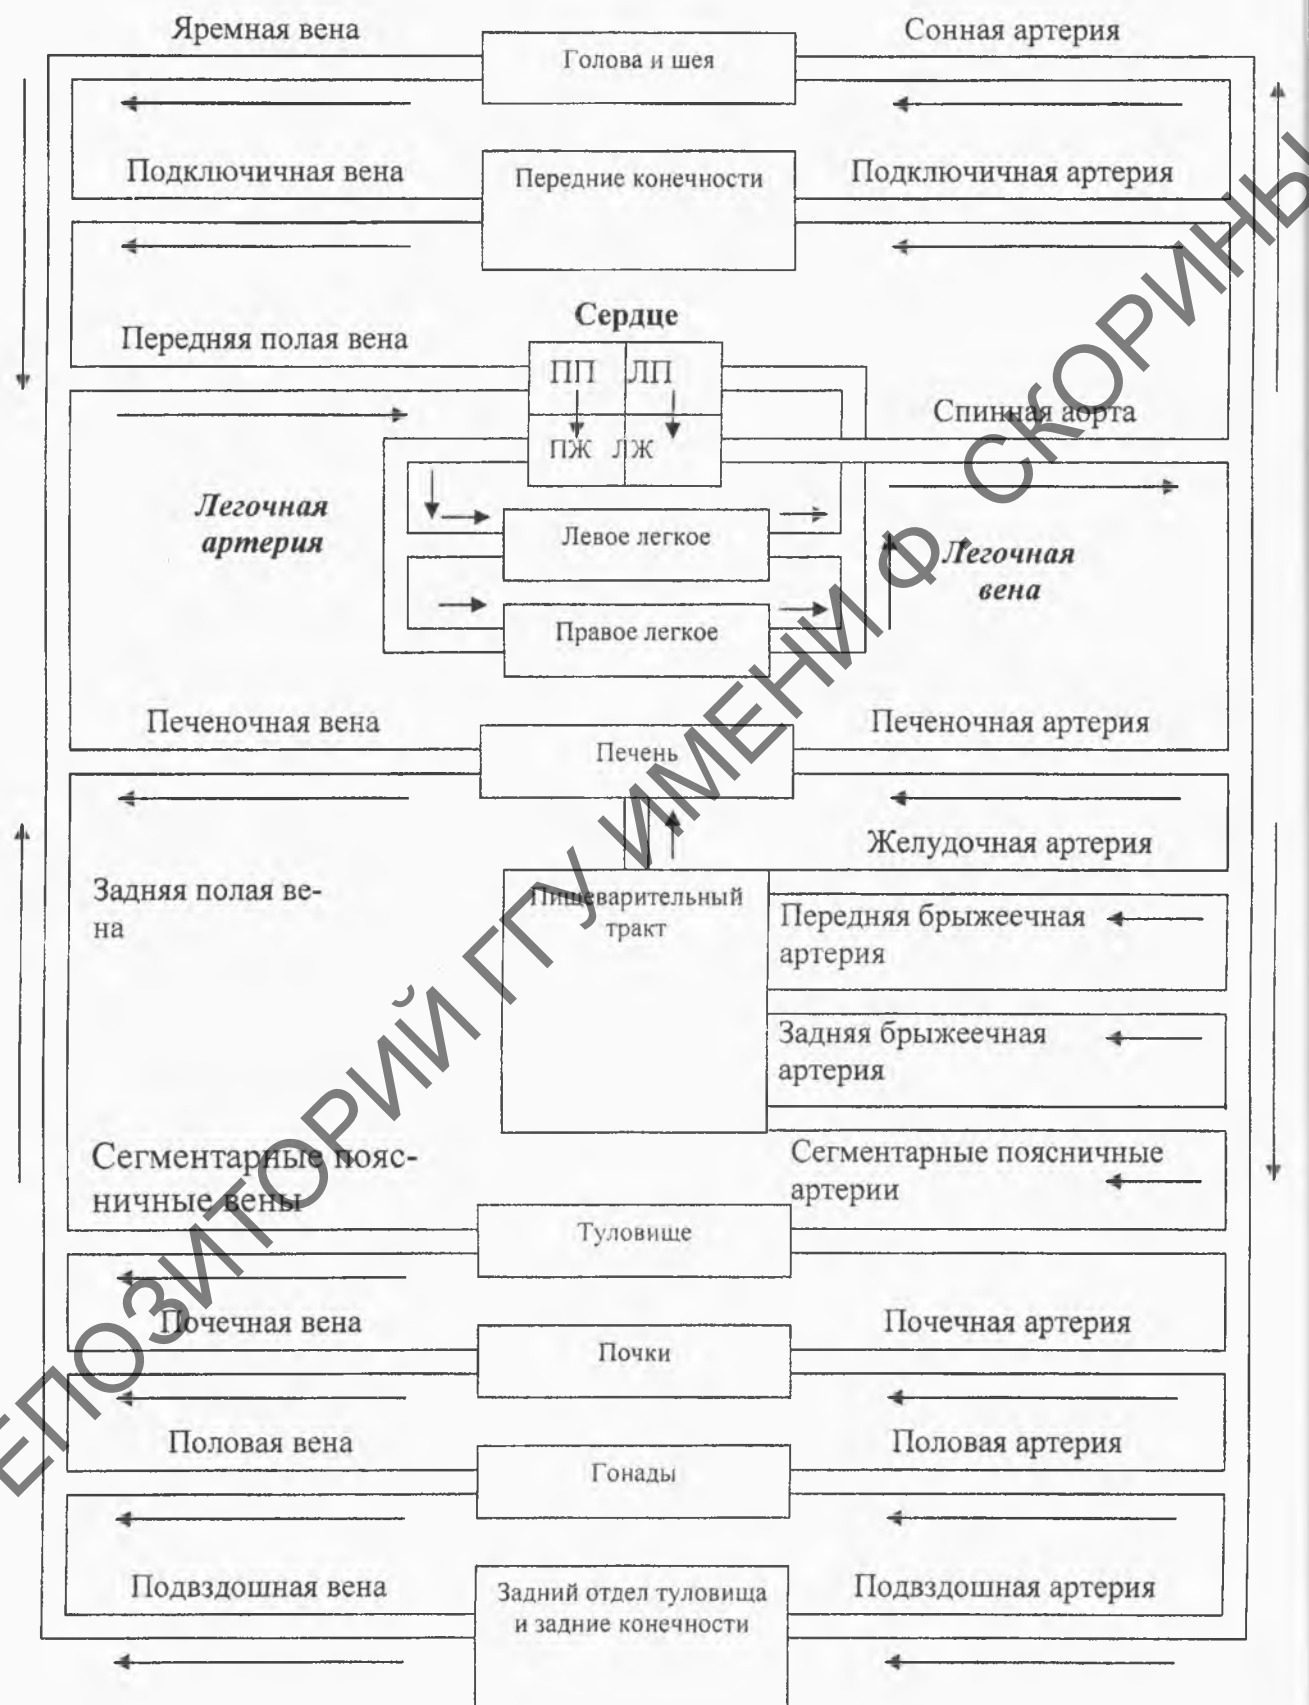 Яремная вена
Голова и шея
Сонная артерия
Подключичная вена
Передние конечности
Подключичная артерия
Сердце
Передняя полая вена
ПП ЛП
Спинная аорта
ПЖ ЛЖ
Легочная
артерия
Левое легкое
Легочная
вена
Правое легкое
Печеночная вена
Печень
Печеночная артерия
Желудочная артерия
Задняя полая ве-
на
Пищеварительный
тракт
Передняя брыжеечная
артерия
Задняя брыжеечная
артерия
Сегментарные пояс-
ничные вены
Сегментарные поясничные
артерии
Туловище
Почечная вена
Почки
Почечная артерия
Половая вена
Гонады
Половая артерия
Подвздошная вена
Задний отдел туловища
и задние конечности
Подвздошная артерия
ЕПОЗИТОРИЙ ГГУ ИМЕНИ Ф. СКОРИНЫ